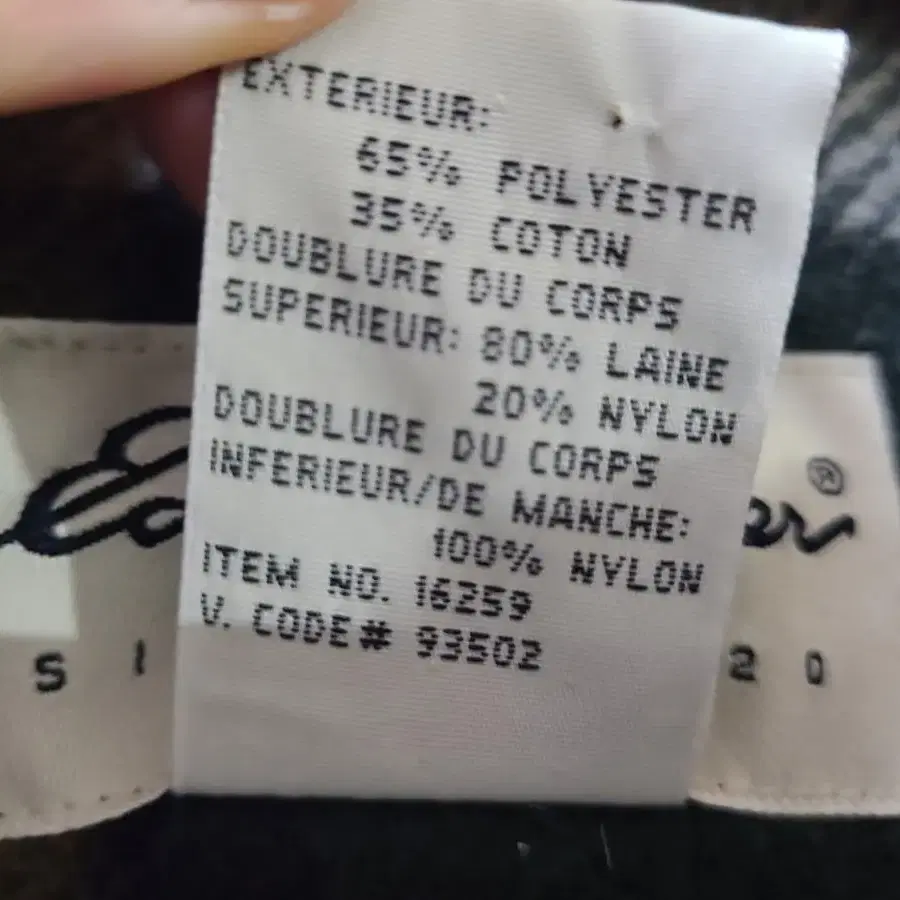 EXTERIEUR:
65% POLYESTER
35% COTON
DOUBLURE DU CORPS
SUPERIEUR: 80% LAINE
20% NYLON
DOUBLURE DU CORPS
INFERIEUR/DE MANCHE:
100% NYLON
ITEM NO. 16259
V. CODE# 93502
®
S I
20